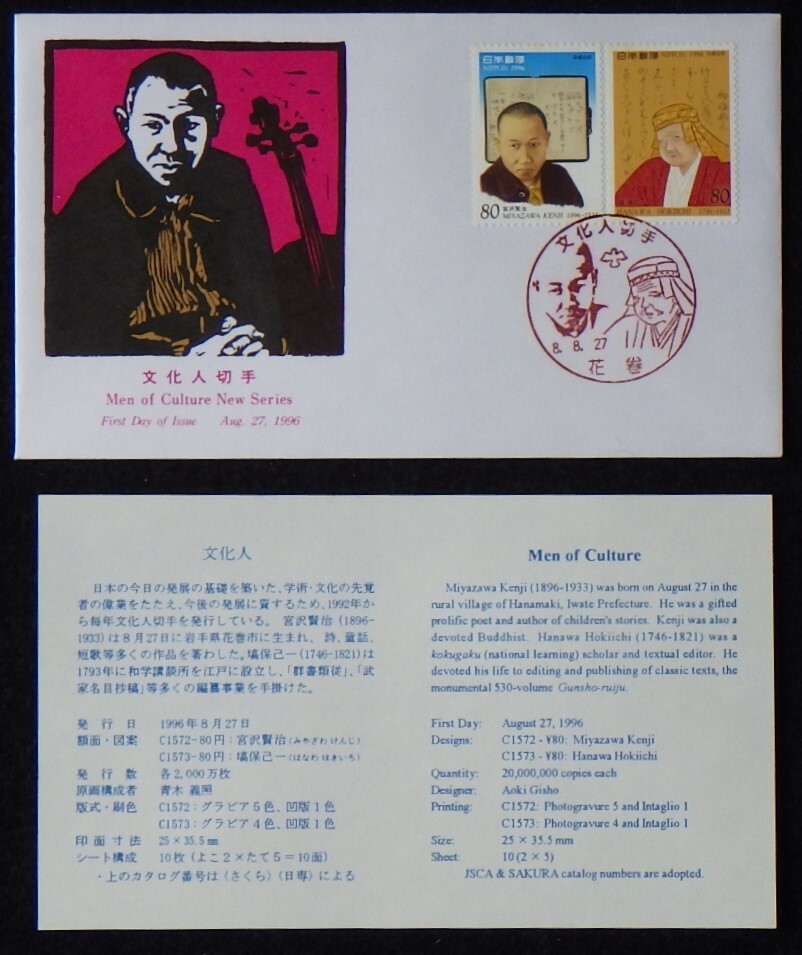 日本郵便 平成8年
NIPPON 1996
80 宮沢賢治
MIYAZAWA KENJI 1896-1933
日本郵便 NIPPON 1996 平成8年
80
HANAWA HOKIICHI 1746-1821
文化人切手
8.8.27
花巻
文化人切手
Men of Culture New Series
First Day of Issue Aug. 27, 1996
文化人
日本の今日の発展の基礎を築いた、学術・文化の先覚
者の偉業をたたえ、今後の発展に資するため、1992年か
ら毎年文化人切手を発行している。 宮沢賢治（1896-
1933）は８月27日に岩手県花巻市に生まれ、 詩、童話、
短歌等多くの作品を著わした。塙保己一(1746-1821)は
1793年に和学講談所を江戸に設立し、「群書類従」、「武
家名目抄稿」等多くの編纂事業を手掛けた。
発行日 1996年８月27日
額面・図案 C1572-80円：宮沢賢治(みやざわ けんじ)
C1573-80円：塙保己一(はなわ ほきいち)
発行数 各2,000万枚
原画構成者 青木 義照
版式・刷色 C1572：グラビア５色、凹版１色
C1573：グラビア４色、凹版１色
印面寸法 25×35.5㎜
シート構成 10枚（よこ２×たて５＝10面）
・上のカタログ番号は〈さくら〉〈日専〉による
Men of Culture
Miyazawa Kenji (1896-1933) was born on August 27 in the
rural village of Hanamaki, Iwate Prefecture. He was a gifted
prolific poet and author of children's stories. Kenji was also a
devoted Buddhist. Hanawa Hokiichi (1746-1821) was a
kokugaku (national learning) scholar and textual editor. He
devoted his life to editing and publishing of classic texts, the
monumental 530-volume Gunsho-ruiju.
First Day: August 27, 1996
Designs: C1572 - ¥80: Miyazawa Kenji
C1573 - ¥80: Hanawa Hokiichi
Quantity: 20,000,000 copies each
Designer: Aoki Gisho
Printing: C1572: Photogravure 5 and Intaglio 1
C1573: Photogravure 4 and Intaglio 1
Size: 25 × 35.5 mm
Sheet: 10 (2 × 5)
JSCA & SAKURA catalog numbers are adopted.